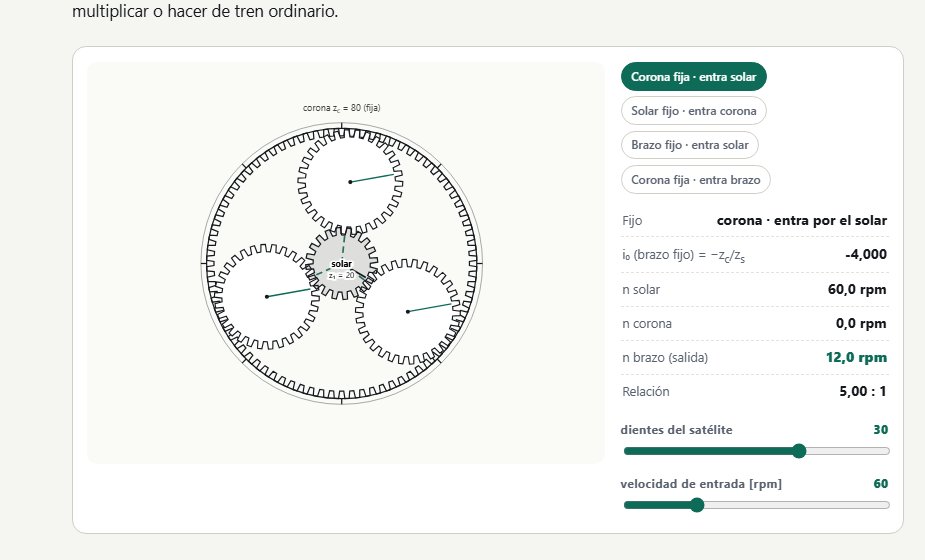 multiplicar o hacer de tren ordinario.
corona z꜀ = 80 (fija)
solar
z₁ = 20
Corona fija · entra solar
Solar fijo · entra corona
Brazo fijo · entra solar
Corona fija · entra brazo
Fijo corona · entra por el solar
i₀ (brazo fijo) = −zc/zs -4,000
n solar 60,0 rpm
n corona 0,0 rpm
n brazo (salida) 12,0 rpm
Relación 5,00 : 1
dientes del satélite 30
velocidad de entrada [rpm] 60